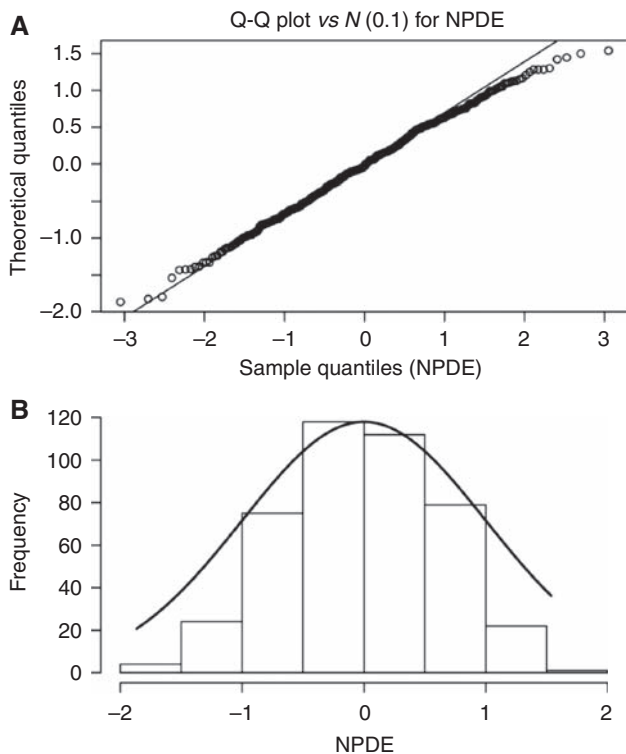 A
Q-Q plot vs N (0.1) for NPDE
1.5
1.0
0.5
0.0
−1.0
−2.0
Theoretical quantiles
−3 −2 −1 0 1 2 3
Sample quantiles (NPDE)
B
120
100
80
60
40
20
0
Frequency
−2 −1 0 1 2
NPDE